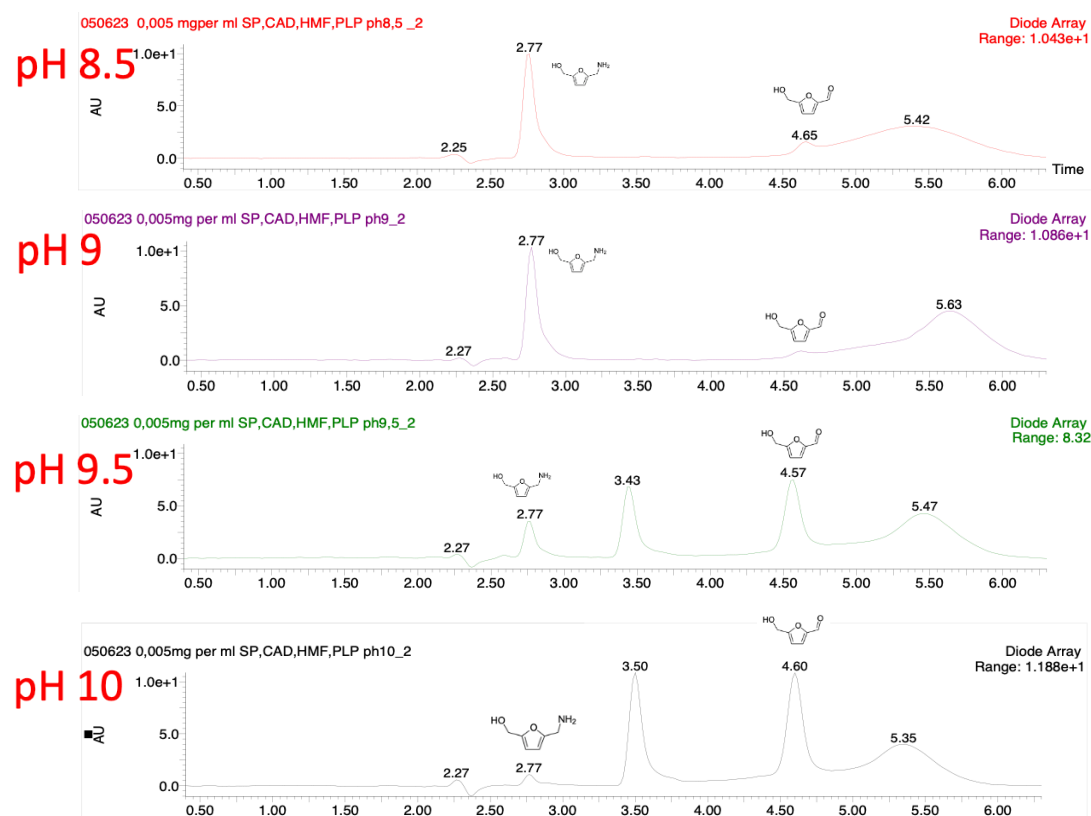 050623 0,005 mgper ml SP,CAD,HMF,PLP ph8,5 _2
Diode Array
Range: 1.043e+1
pH 8.5
1.0e+1
2.77
HO O NH2
HO O O
AU
5.0
5.42
4.65
2.25
0.0
Time
0.50 1.00 1.50 2.00 2.50 3.00 3.50 4.00 4.50 5.00 5.50 6.00
050623 0,005mg per ml SP,CAD,HMF,PLP ph9_2
Diode Array
Range: 1.086e+1
pH 9
1.0e+1
2.77
HO O NH2
AU
5.0
HO O O
5.63
2.27
0.0
0.50 1.00 1.50 2.00 2.50 3.00 3.50 4.00 4.50 5.00 5.50 6.00
050623 0,005mg per ml SP,CAD,HMF,PLP ph9,5_2
Diode Array
Range: 8.32
pH 9.5
1.0e+1
HO O O
HO O NH2
3.43
4.57
AU
5.0
2.77
5.47
2.27
0.0
0.50 1.00 1.50 2.00 2.50 3.00 3.50 4.00 4.50 5.00 5.50 6.00
HO O O
050623 0,005mg per ml SP,CAD,HMF,PLP ph10_2
Diode Array
Range: 1.188e+1
pH 10
1.0e+1
3.50
4.60
HO O NH2
AU
5.0
5.35
2.27
2.77
0.0
0.50 1.00 1.50 2.00 2.50 3.00 3.50 4.00 4.50 5.00 5.50 6.00